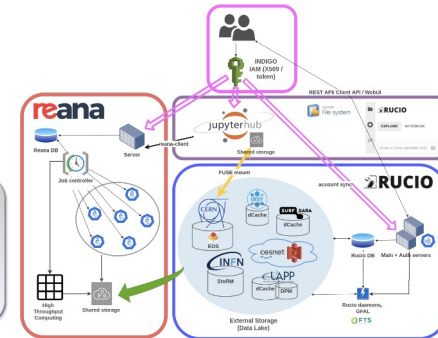 INDIGO
IAM (X509 /
token)
REST API/ Client API / WebUI
reana
jupyterhub
File system
RUCIO
EXPLORE NOTEBOOK
Reana DB
Server
reana-client
Shared storage
Job controller
FUSE mount
account sync
RUCIO
CERN
EOS
DESY
dCache
SURF SARA
dCache
cesnet
INFN
StoRM
LAPP
dCache
DPM
Rucio DB
Main + Auth servers
High
Throughput
Computing
Shared storage
External Storage
(Data Lake)
Rucio daemons,
GFAL
FTS